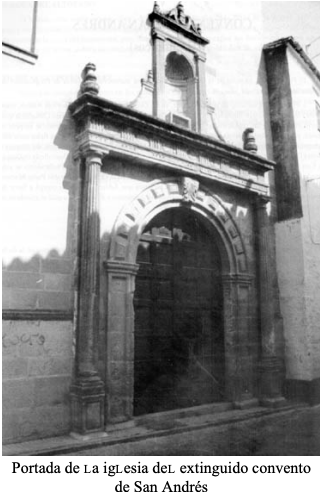 Portada de La igLesia deL extinguido convento
de San Andrés